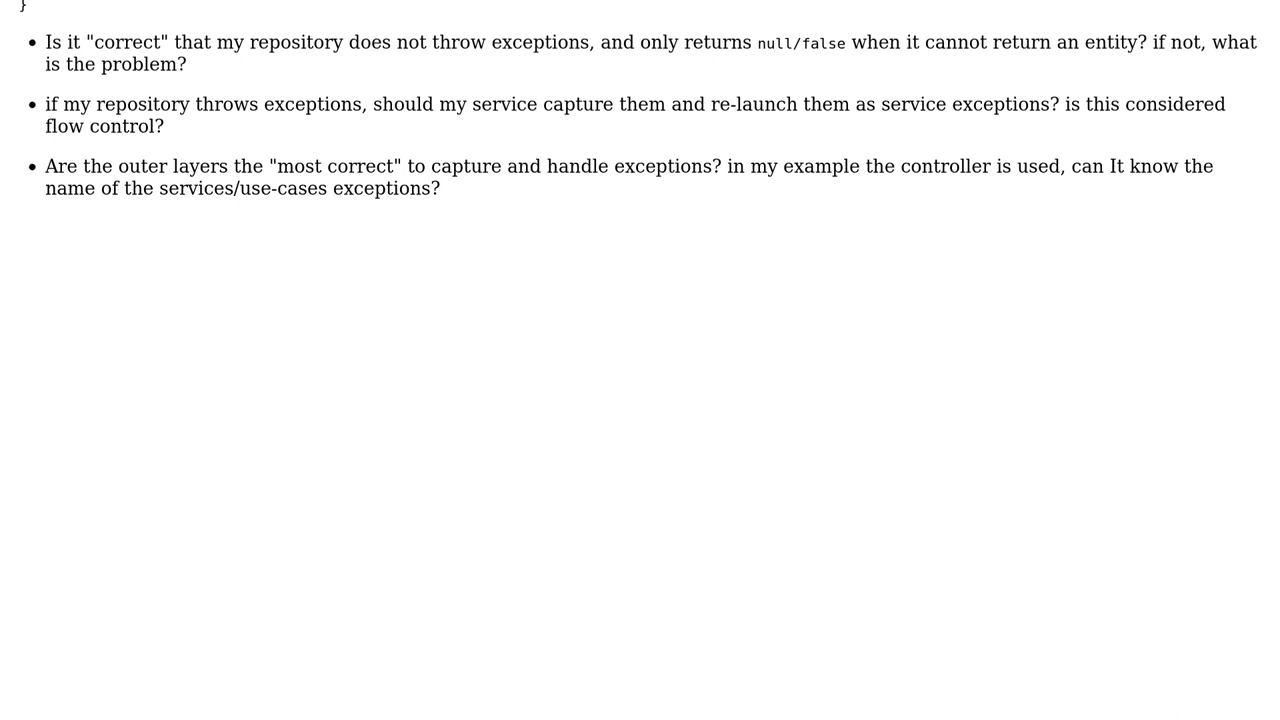 }
• Is it "correct" that my repository does not throw exceptions, and only returns null/false when it cannot return an entity? if not, what
is the problem?
• if my repository throws exceptions, should my service capture them and re-launch them as service exceptions? is this considered
flow control?
• Are the outer layers the "most correct" to capture and handle exceptions? in my example the controller is used, can It know the
name of the services/use-cases exceptions?